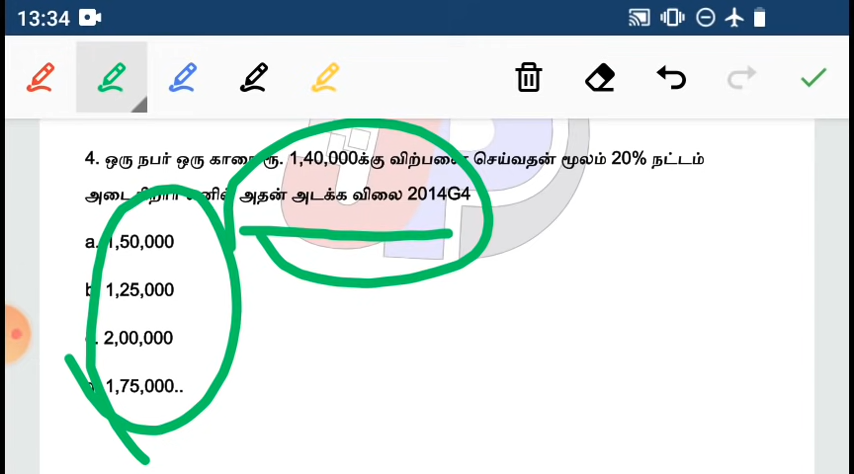 13:34
4. ஒரு நபர் ஒரு காரை ரூ. 1,40,000க்கு விற்பனை செய்வதன் மூலம் 20% நட்டம்
அடைகிறார் எனில் அதன் அடக்க விலை 2014G4
a. 1,50,000
b. 1,25,000
c. 2,00,000
d. 1,75,000..